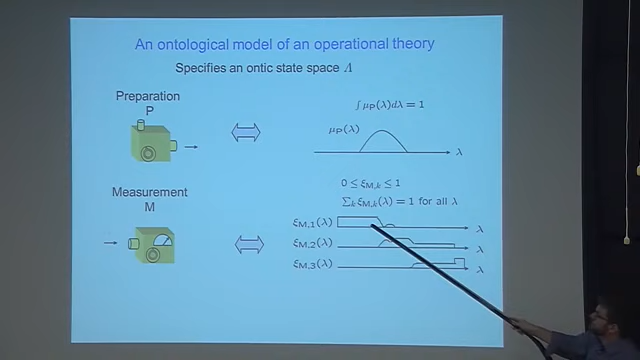 An ontological model of an operational theory
Specifies an ontic state space Λ
Preparation
P
∫ μP(λ)dλ = 1
μP(λ)
λ
Measurement
M
0 ≤ ξM,k ≤ 1
∑k ξM,k(λ) = 1 for all λ
ξM,1(λ)
λ
ξM,2(λ)
λ
ξM,3(λ)
λ